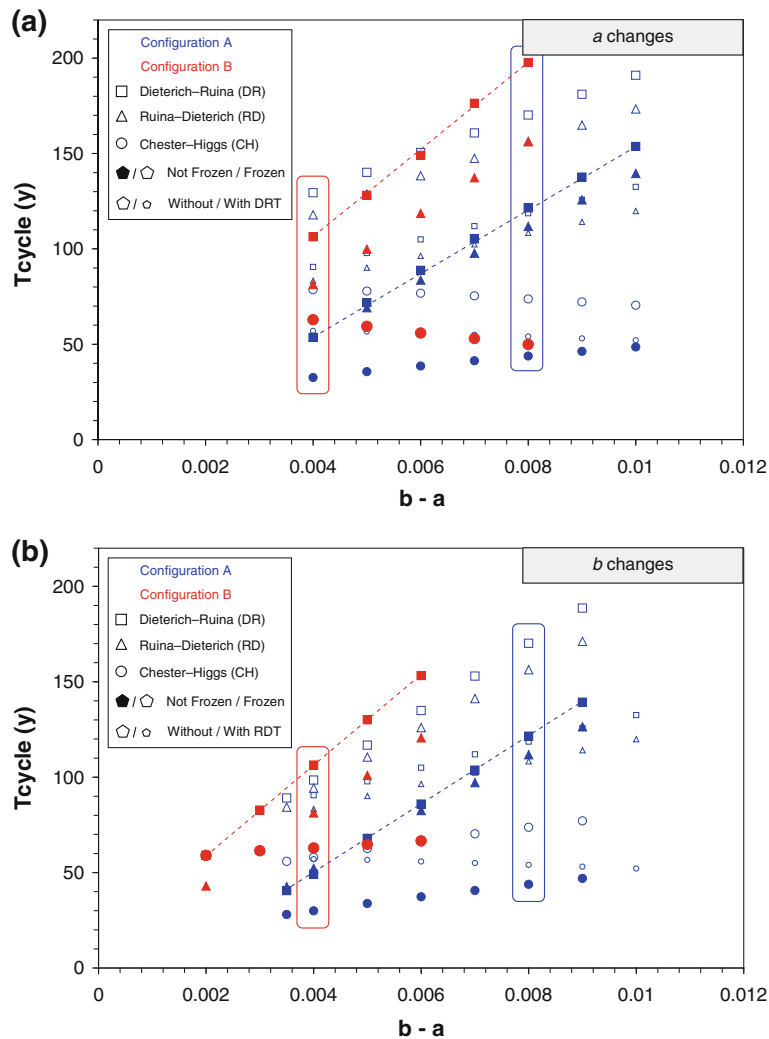 (a)
a changes
Configuration A
Configuration B
Dieterich–Ruina (DR)
Ruina–Dieterich (RD)
Chester–Higgs (CH)
/ Not Frozen / Frozen
/ Without / With DRT
Tcycle (y)
200
150
100
50
0
0 0.002 0.004 0.006 0.008 0.01 0.012
b - a
(b)
b changes
Configuration A
Configuration B
Dieterich–Ruina (DR)
Ruina–Dieterich (RD)
Chester–Higgs (CH)
/ Not Frozen / Frozen
/ Without / With RDT
Tcycle (y)
200
150
100
50
0
0 0.002 0.004 0.006 0.008 0.01 0.012
b - a